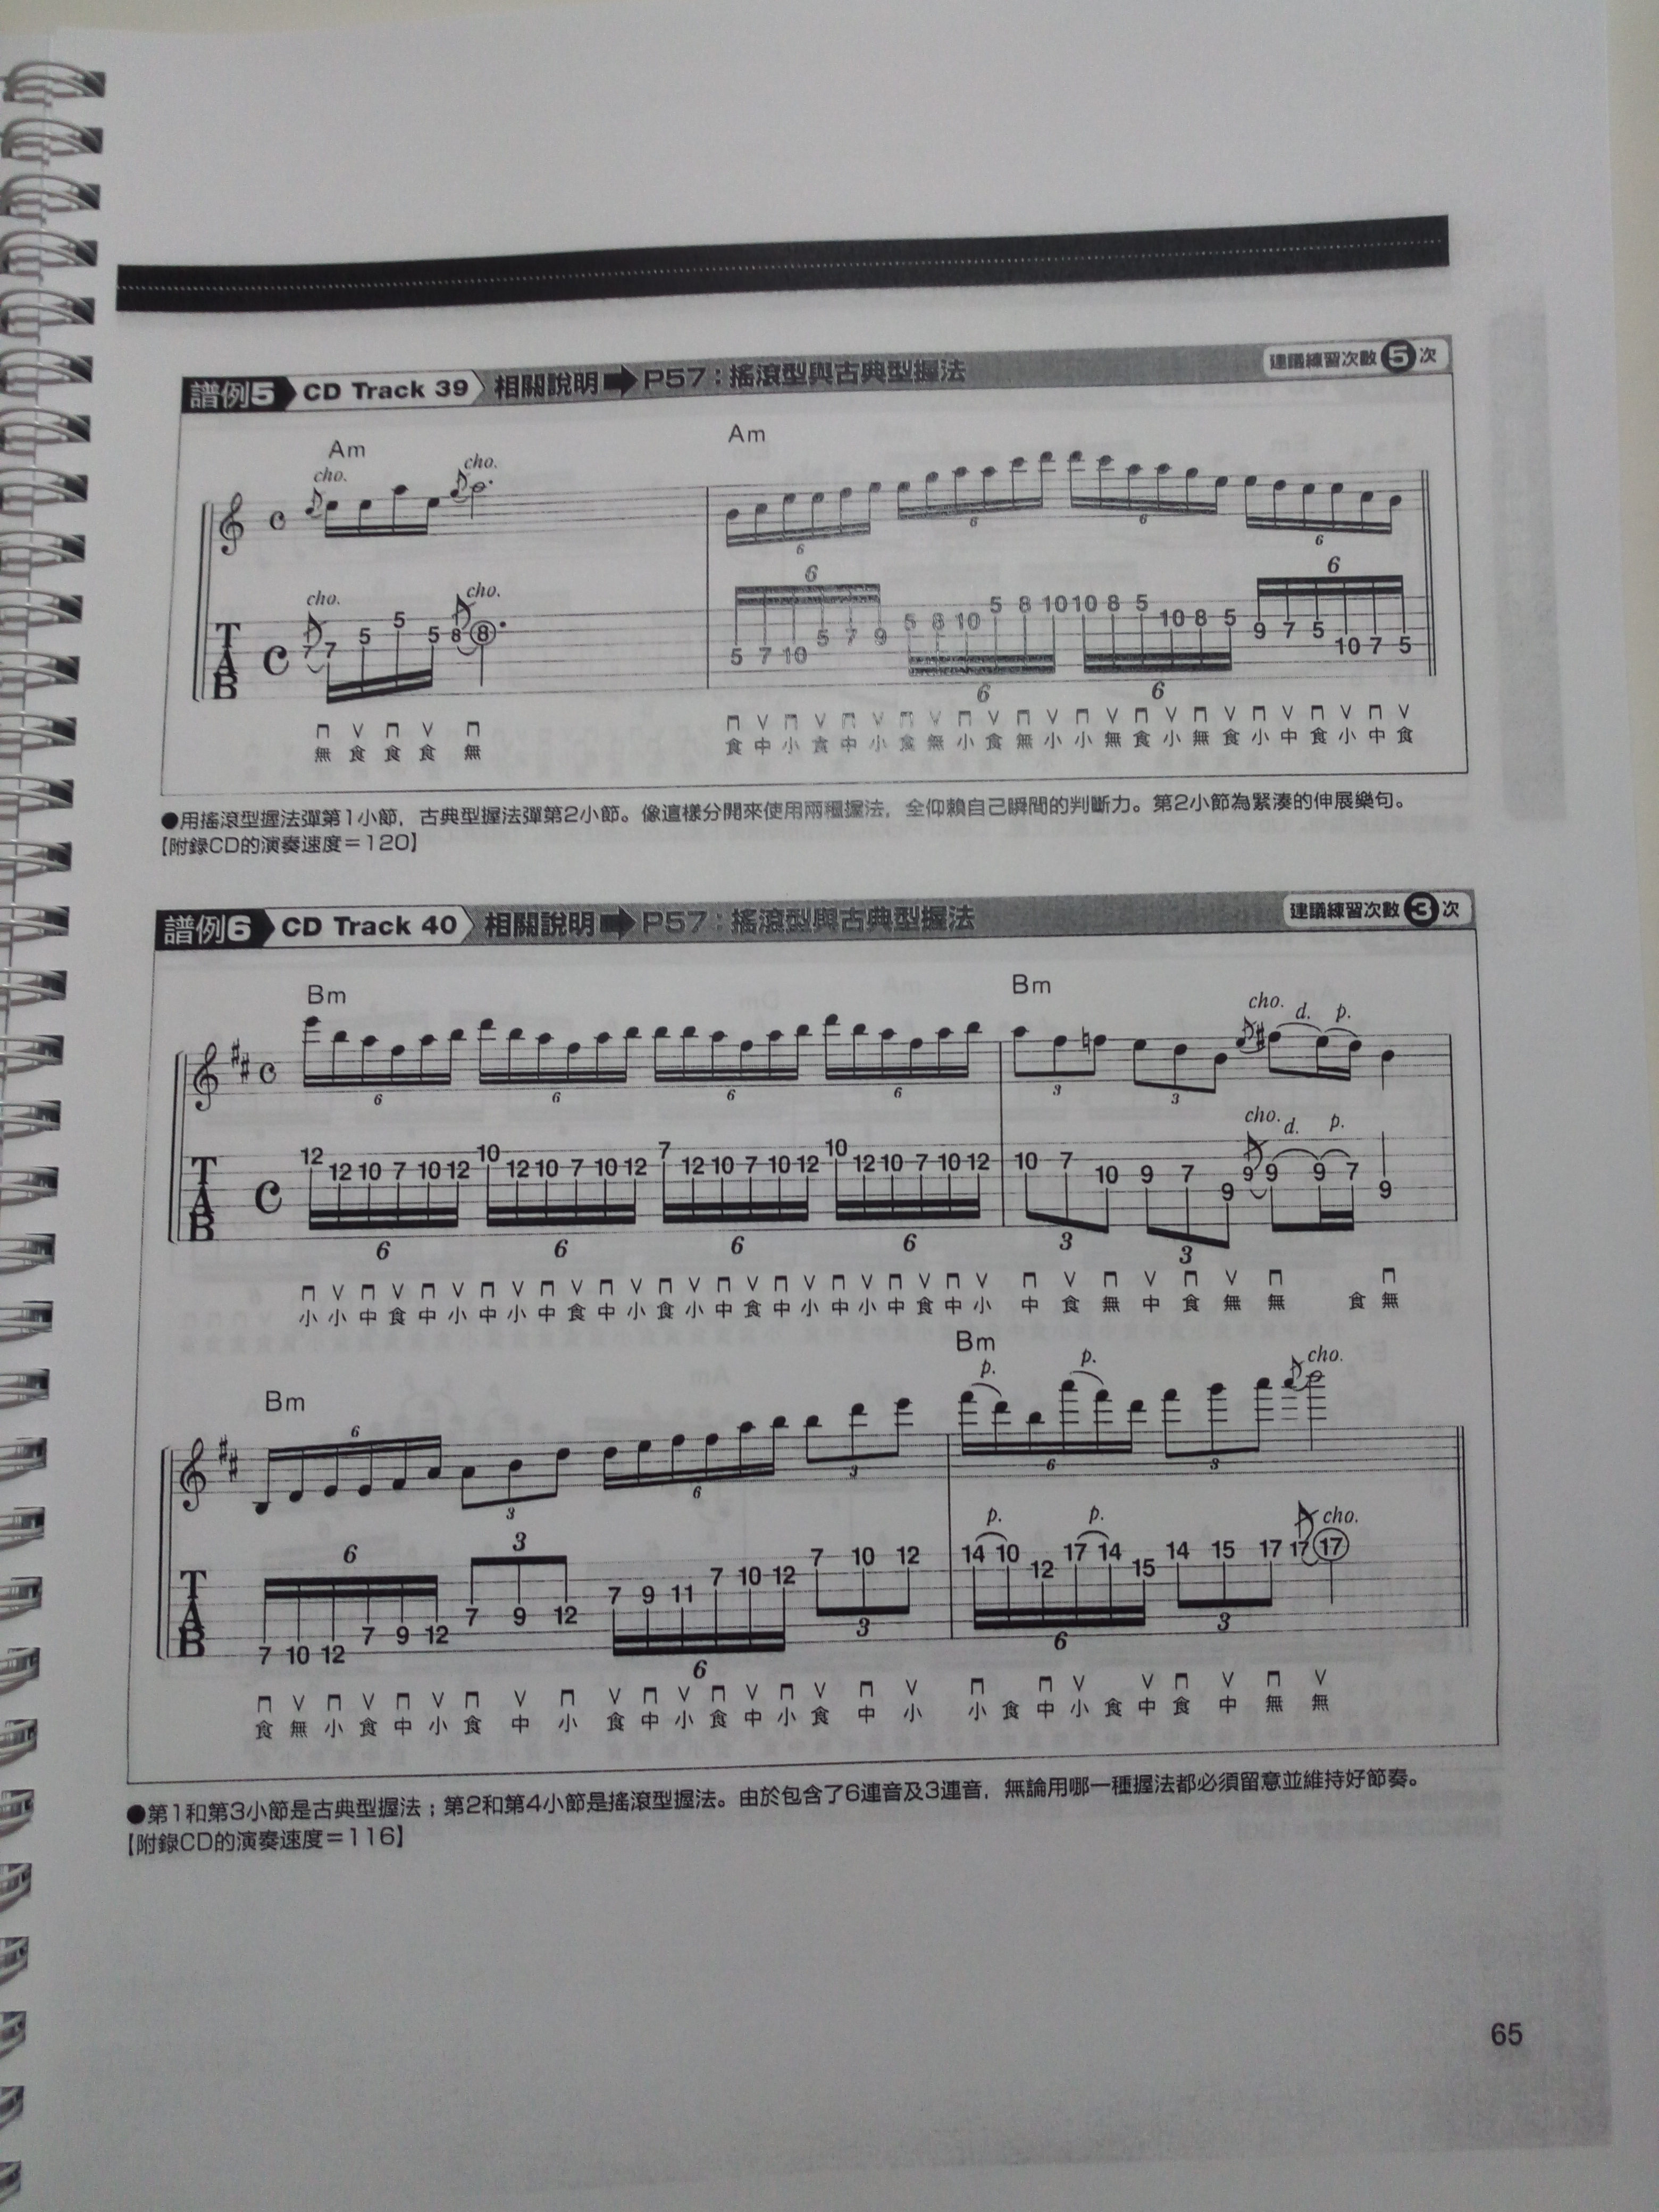 譜例5 CD Track 39 相關說明➡P57：搖滾型與古典型握法 建議練習次數5次
Am Am
cho. cho.
6 6 6 6
cho. cho.
6 6
T A B
7 7 5 5 5 8 8 5 7 10 5 7 9 5 8 10 5 8 10 10 8 5 10 8 5 9 7 5 10 7 5
6 6
無 食 食 食 無 食 中 小 食 中 小 食 無 小 食 無 小 小 無 食 小 無 食 小 中 食 小 中 食
●用搖滾型握法彈第1小節，古典型握法彈第2小節。像這樣分開來使用兩種握法，全仰賴自己瞬間的判斷力。第2小節為緊湊的伸展樂句。
【附錄CD的演奏速度＝120】
譜例6 CD Track 40 相關說明➡P57：搖滾型與古典型握法 建議練習次數3次
Bm Bm
cho. d. p.
6 6 6 6 3 3
cho. d. p.
T A B
12 12 10 7 10 12 10 12 10 7 10 12 7 12 10 7 10 12 10 12 10 7 10 12 10 7 10 9 7 9 9 9 9 7 9
6 6 6 6 3 3
小 小 中 食 中 小 中 小 中 食 中 小 食 小 中 食 中 小 中 小 中 食 中 小 中 食 無 中 食 無 無 食 無
Bm Bm
p. p. cho.
6 3 6 3 6 3
6 3 p. p. cho.
T A B
7 10 12 7 9 12 7 9 12 7 9 11 7 10 12 7 10 12 14 10 12 17 14 15 14 15 17 17 17
6 3 6 3
食 無 小 食 中 小 食 中 小 食 中 小 食 中 小 食 中 小 小 食 中 小 食 中 食 中 無 無
●第1和第3小節是古典型握法；第2和第4小節是搖滾型握法。由於包含了6連音及3連音，無論用哪一種握法都必須留意並維持好節奏。
【附錄CD的演奏速度＝116】
65